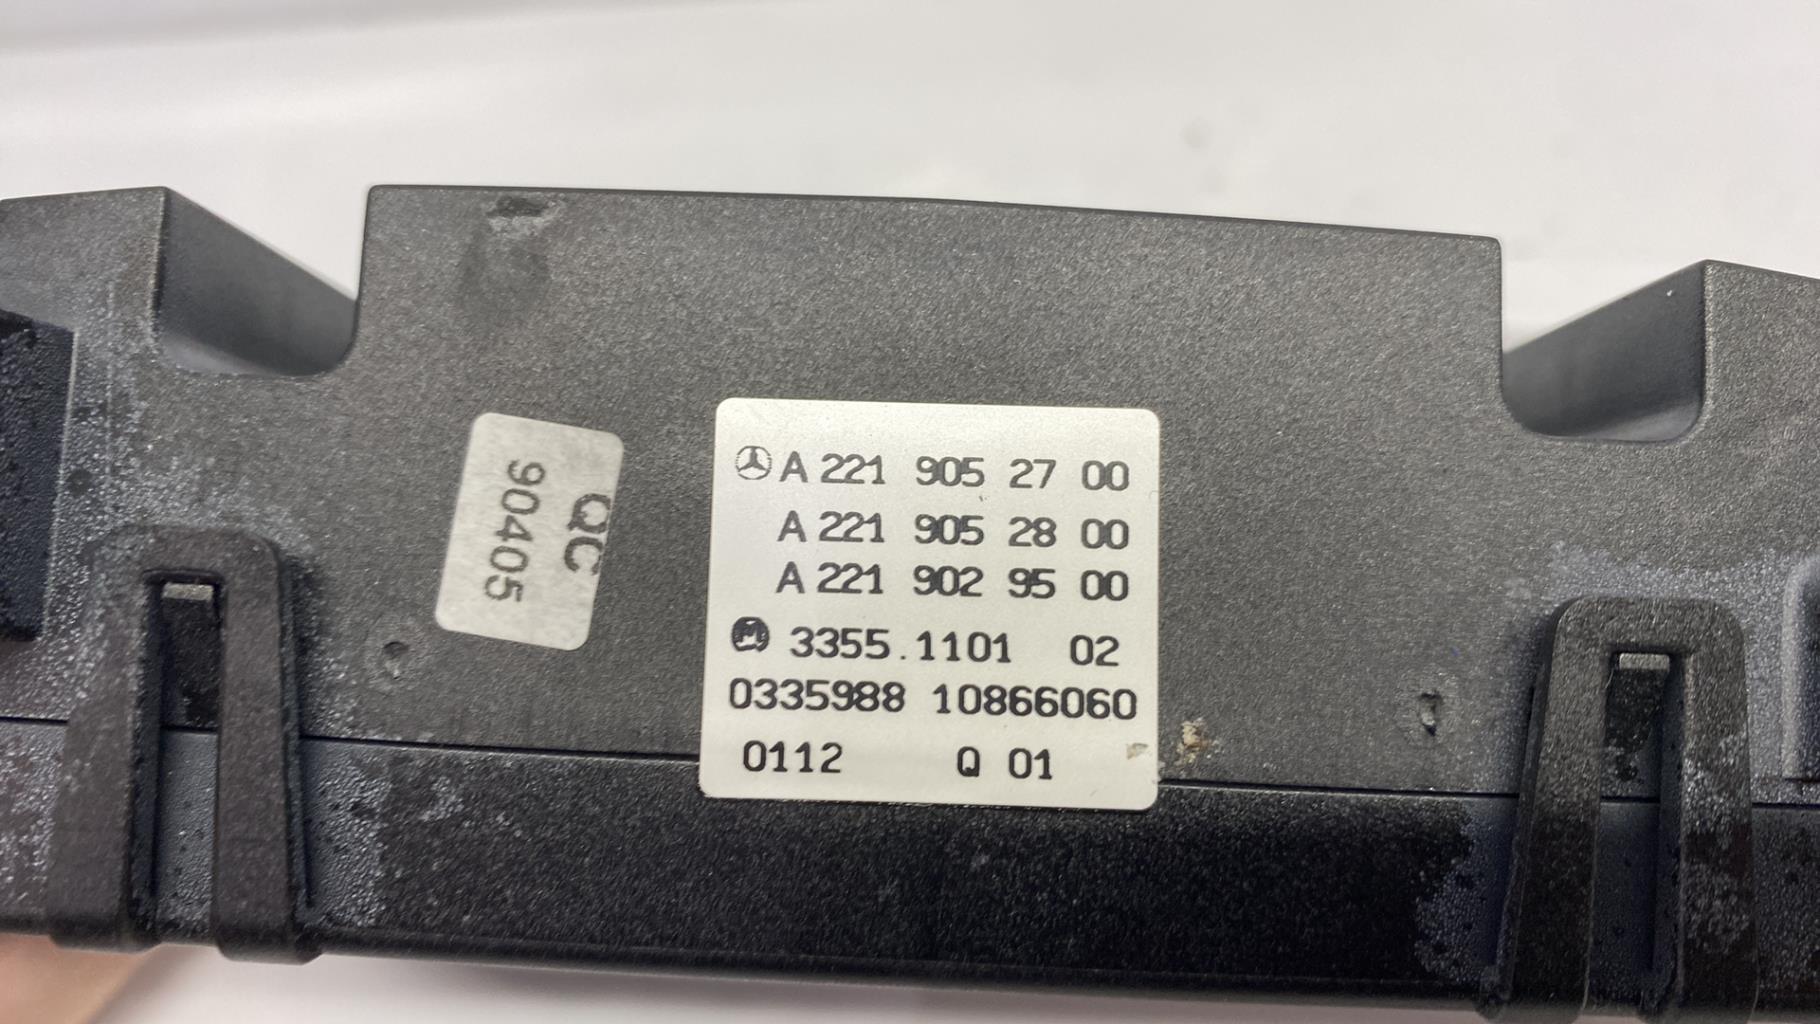 QC
90405
A 221 905 27 00
A 221 905 28 00
A 221 902 95 00
M 3355.1101 02
0335988 10866060
0112 Q 01